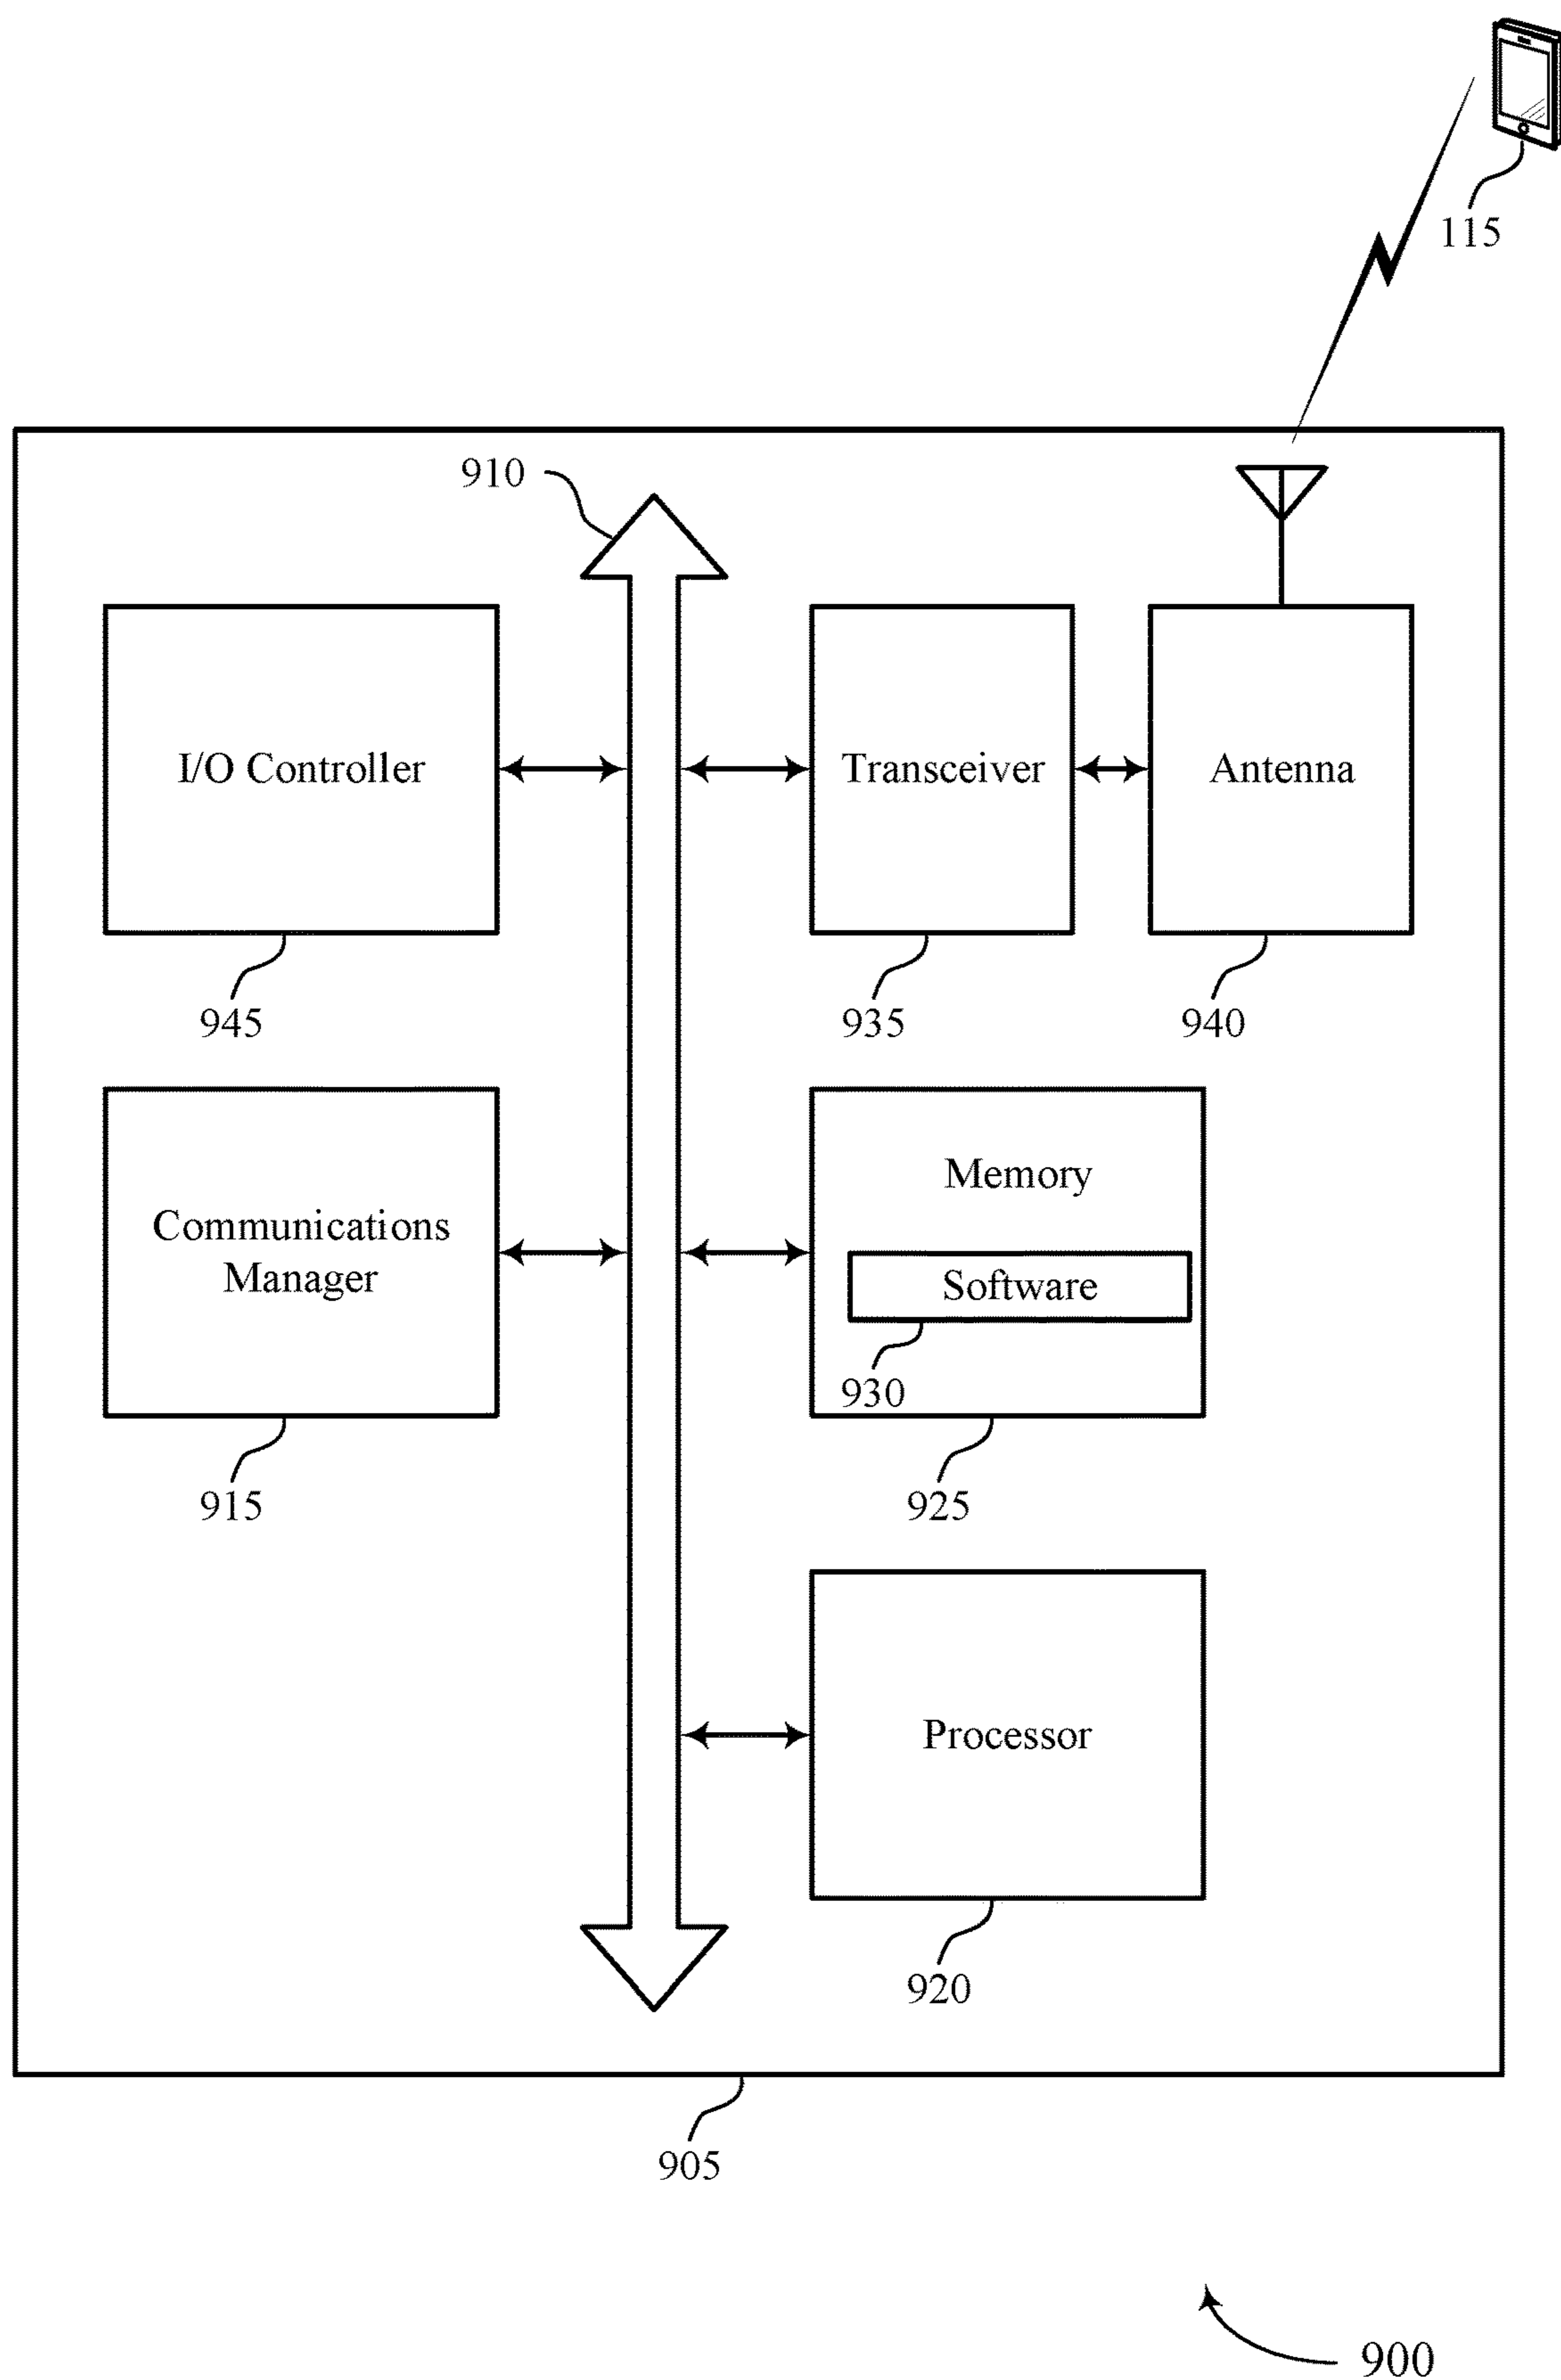 115
910
I/O Controller
Transceiver
Antenna
945
935
940
Communications
Manager
Memory
Software
930
915
925
Processor
920
905
900